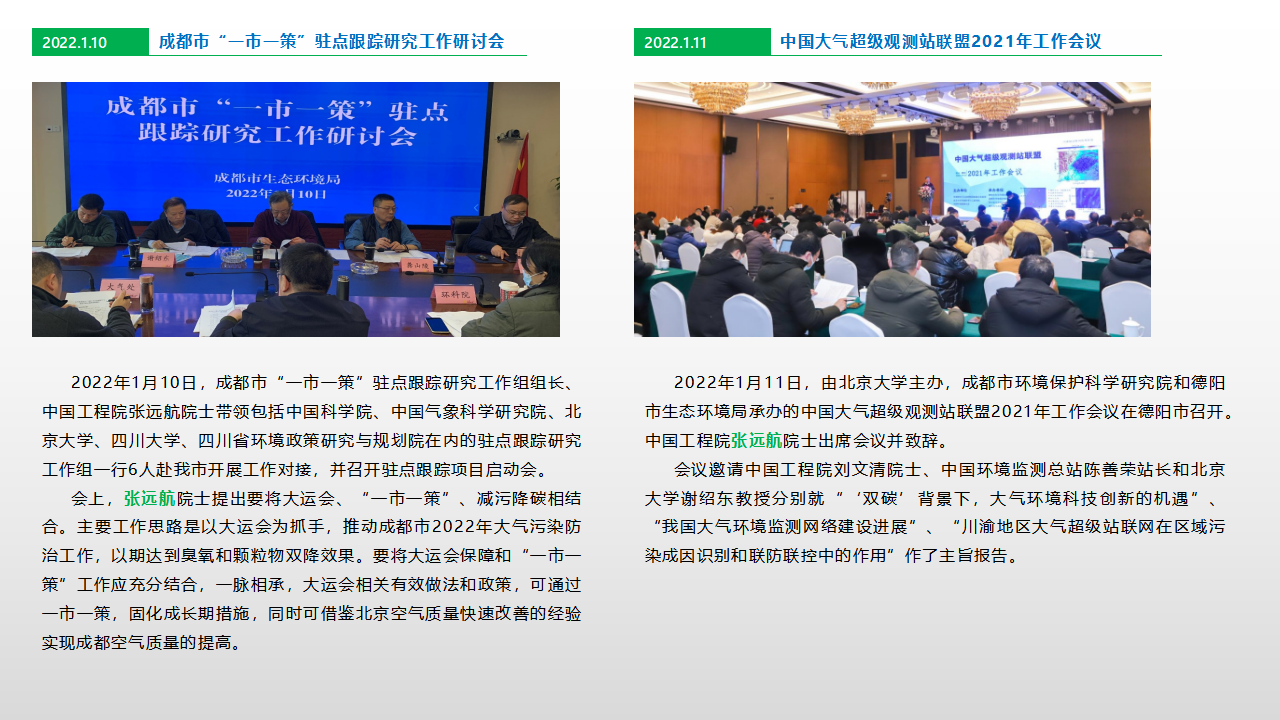 2022.1.10
成都市“一市一策”驻点跟踪研究工作研讨会
成都市“一市一策”驻点
跟踪研究工作研讨会
成都市生态环境局
谢绍东
大气处
环科院
2022年1月10日，成都市“一市一策”驻点跟踪研究工作组组长、
中国工程院张远航院士带领包括中国科学院、中国气象科学研究院、北
京大学、四川大学、四川省环境政策研究与规划院在内的驻点跟踪研究
工作组一行6人赴我市开展工作对接，并召开驻点跟踪项目启动会。
会上，张远航院士提出要将大运会、“一市一策”、减污降碳相结
合。主要工作思路是以大运会为抓手，推动成都市2022年大气污染防
治工作，以期达到臭氧和颗粒物双降效果。要将大运会保障和“一市一
策”工作应充分结合，一脉相承，大运会相关有效做法和政策，可通过
一市一策，固化成长期措施，同时可借鉴北京空气质量快速改善的经验
实现成都空气质量的提高。
2022.1.11
中国大气超级观测站联盟2021年工作会议
中国大气超级观测站联盟
2021年工作会议
2022年1月11日，由北京大学主办，成都市环境保护科学研究院和德阳
市生态环境局承办的中国大气超级观测站联盟2021年工作会议在德阳市召开。
中国工程院张远航院士出席会议并致辞。
会议邀请中国工程院刘文清院士、中国环境监测总站陈善荣站长和北京
大学谢绍东教授分别就“‘双碳’背景下，大气环境科技创新的机遇”、
“我国大气环境监测网络建设进展”、“川渝地区大气超级站联网在区域污
染成因识别和联防联控中的作用”作了主旨报告。